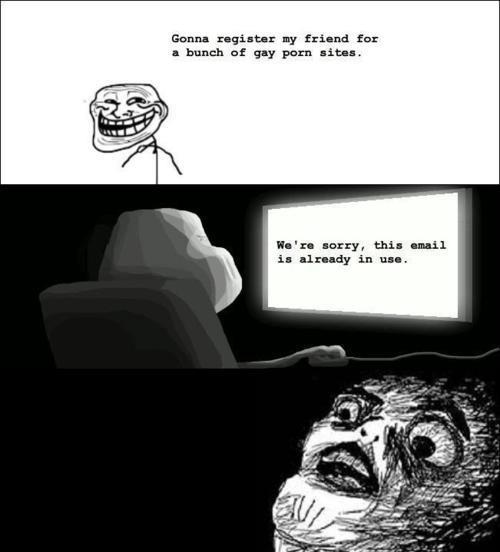 Gonna register my friend for
a bunch of gay porn sites.
We're sorry, this email
is already in use.